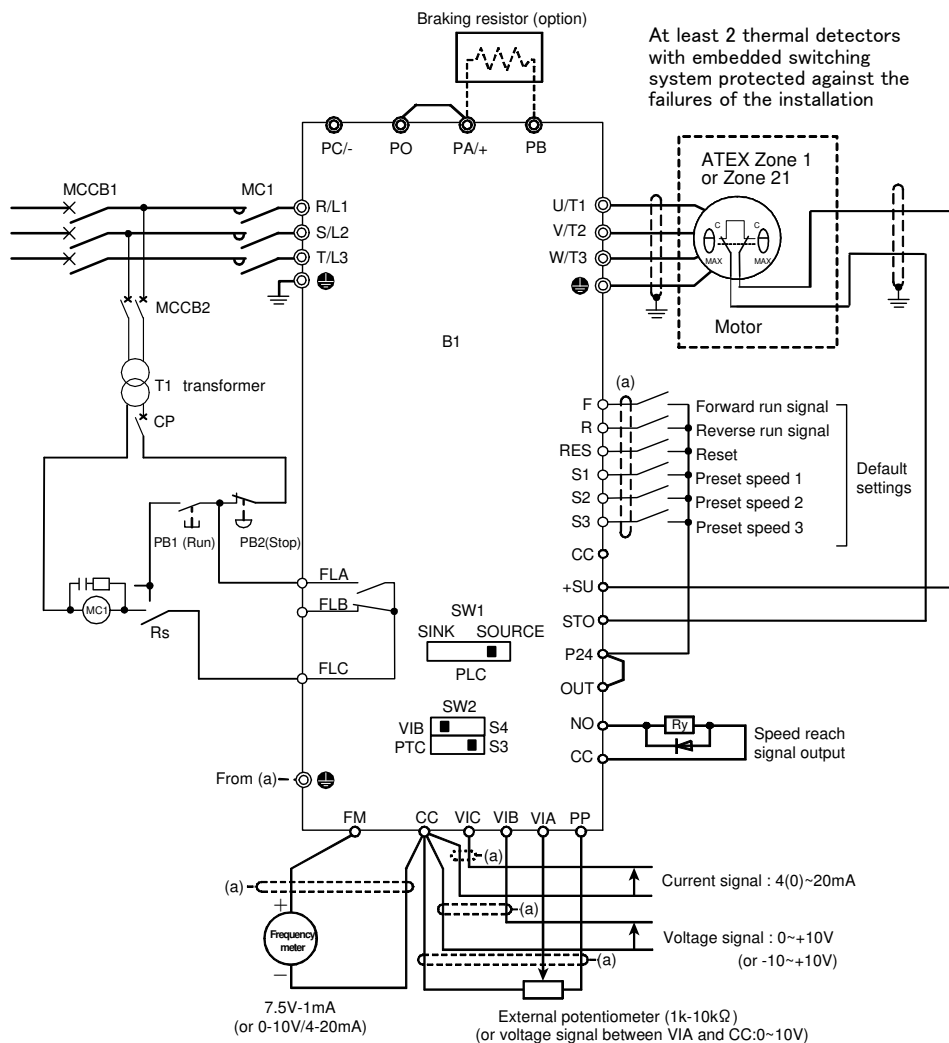 Braking resistor (option)
At least 2 thermal detectors
with embedded switching
system protected against the
failures of the installation
PC/-
PO
PA/+
PB
ATEX Zone 1
or Zone 21
MCCB1
MC1
R/L1
S/L2
T/L3
U/T1
V/T2
W/T3
C
C
MAX
MAX
Motor
MCCB2
B1
T1 transformer
CP
(a)
F
Forward run signal
R
Reverse run signal
RES
Reset
S1
Preset speed 1
S2
Preset speed 2
S3
Preset speed 3
Default
settings
PB1 (Run)
PB2(Stop)
CC
+SU
STO
P24
OUT
FLA
FLB
FLC
MC1
Rs
SW1
SINK SOURCE
PLC
SW2
VIB
S4
PTC
S3
NO
Ry
CC
Speed reach
signal output
From (a)
FM
CC
VIC
VIB
VIA
PP
(a)
(a)
Current signal : 4(0)~20mA
(a)
Voltage signal : 0~+10V
(or -10~+10V)
(a)
+
Frequency
meter
−
7.5V-1mA
(or 0-10V/4-20mA)
External potentiometer (1k-10kΩ)
(or voltage signal between VIA and CC:0~10V)